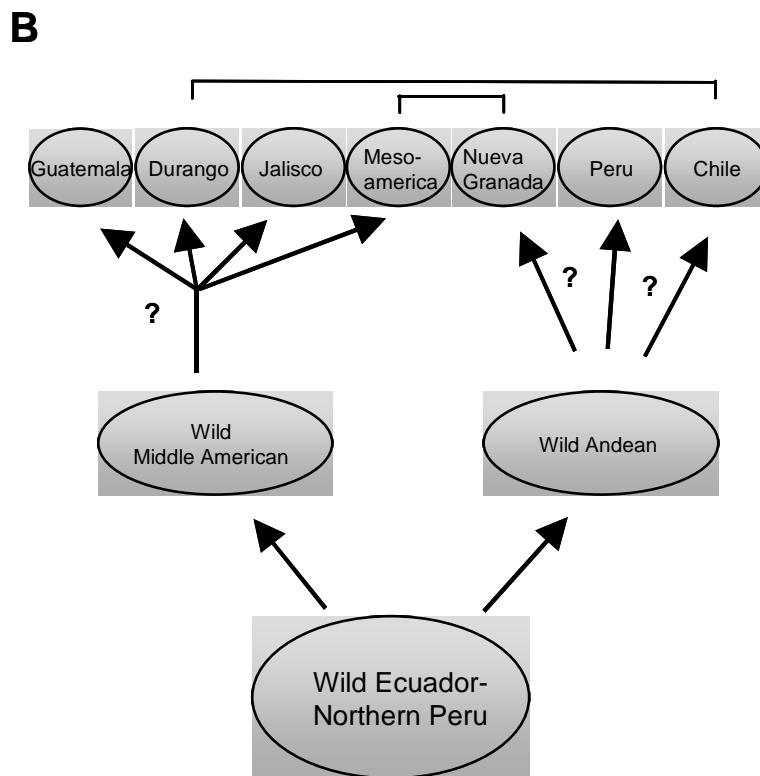 B
Guatemala
Durango
Jalisco
Meso-
america
Nueva
Granada
Peru
Chile
?
?
?
Wild
Middle American
Wild Andean
Wild Ecuador-
Northern Peru